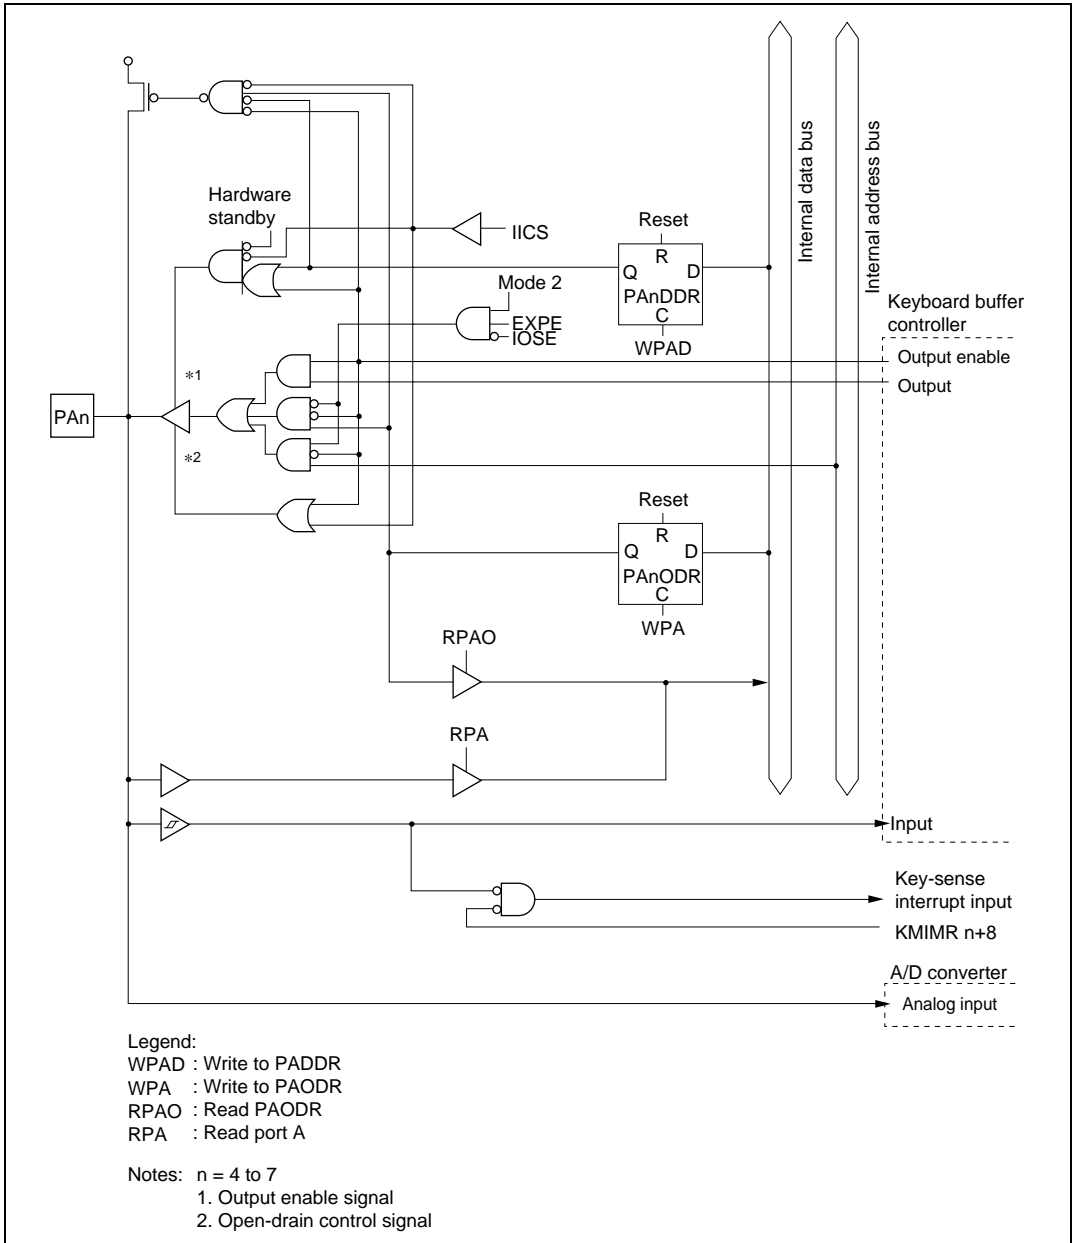 Hardware
standby
IICS
Reset
R
Q D
PAnDDR
C
WPAD
Mode 2
EXPE
IOSE
Internal data bus
Internal address bus
Keyboard buffer
controller
Output enable
Output
*1
PAn
*2
Reset
R
Q D
PAnODR
C
WPA
RPAO
RPA
Input
Key-sense
interrupt input
KMIMR n+8
A/D converter
Analog input
Legend:
WPAD : Write to PADDR
WPA : Write to PAODR
RPAO : Read PAODR
RPA : Read port A
Notes: n = 4 to 7
1. Output enable signal
2. Open-drain control signal